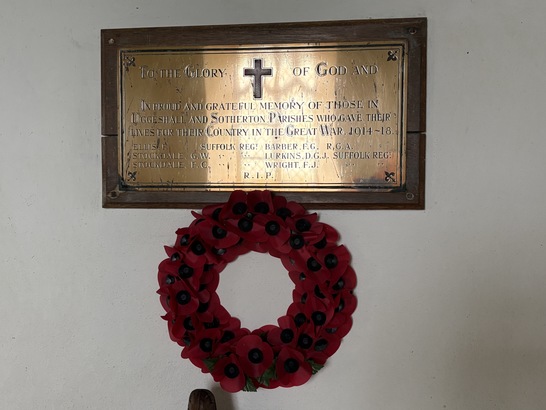 TO THE GLORY OF GOD AND
IN PROUD AND GRATEFUL MEMORY OF THOSE IN
UGGESHALL AND SOTHERTON PARISHES WHO GAVE THEIR
LIVES FOR THEIR COUNTRY IN THE GREAT WAR, 1914-18.
ELLIS, F. SUFFOLK REGT BARBER, F.G. R.G.A.
STOCKDALE, G.W. " " LURKINS, D.G.J. SUFFOLK REGT
STOCKDALE, F.C. " " WRIGHT, F.J. " "
R.I.P.